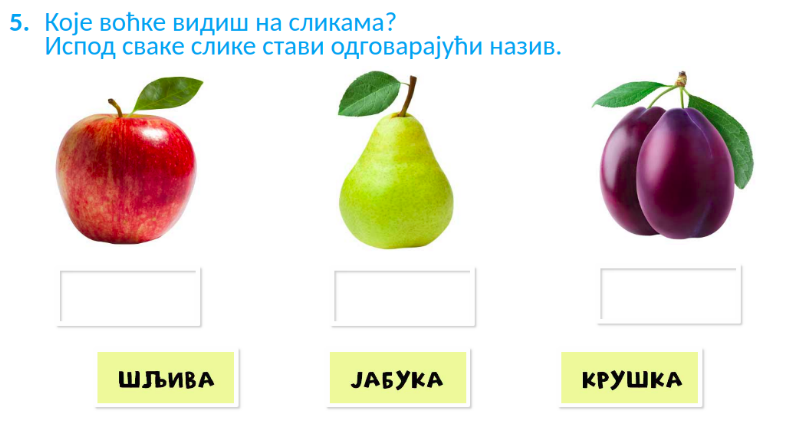 5. Које воћке видиш на сликама?
Испод сваке слике стави одговарајући назив.
ШЉИВА
ЈАБУКА
КРУШКА